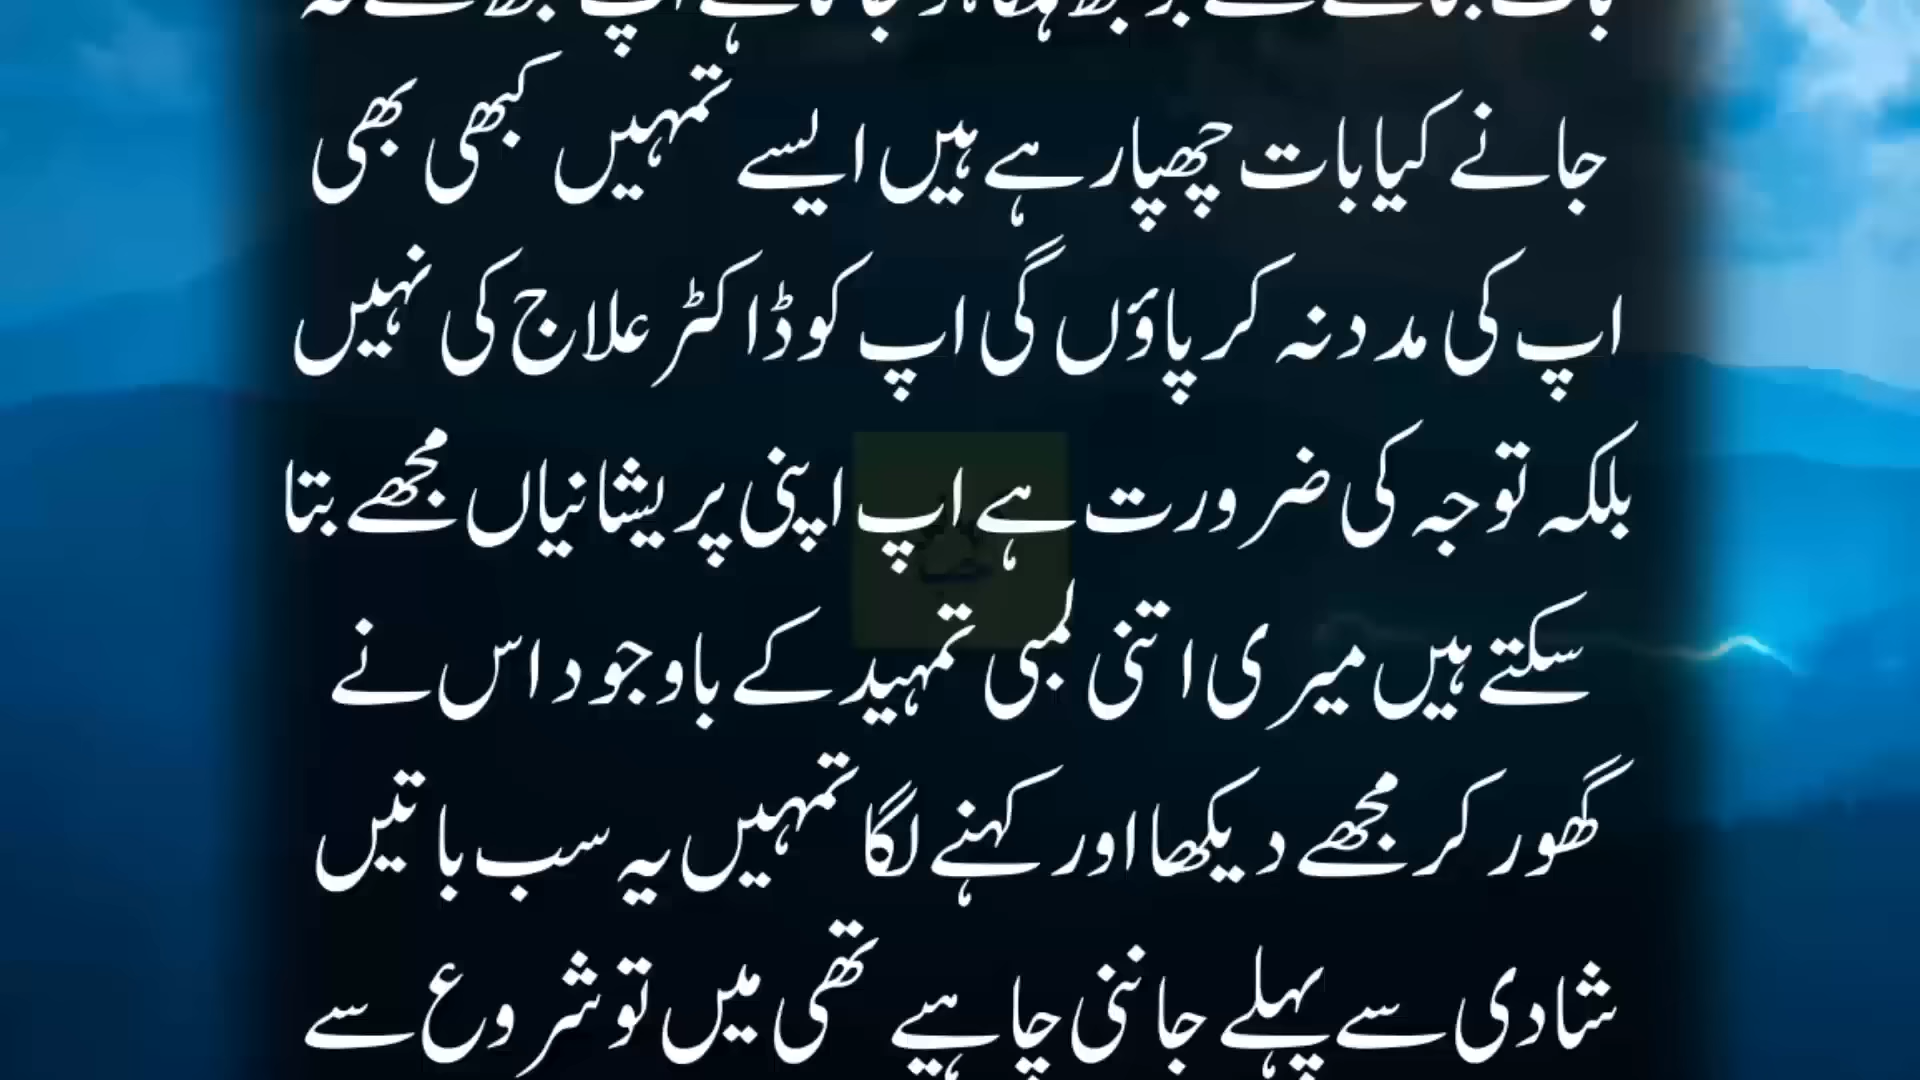 جانے کیا بات چھپا رہے ہیں ایسے تمہیں کبھی بھی
اپ کی مدد نہ کر پاؤں گی اپ کو ڈاکٹر علاج کی نہیں
بلکہ توجہ کی ضرورت ہے اپ اپنی پریشانیاں مجھے بتا
سکتے ہیں میری اتنی لمبی تمہید کے باوجود اس نے
گھور کر مجھے دیکھا اور کہنے لگا تمہیں یہ سب باتیں
شادی سے پہلے جاننی چاہیے تھی میں تو شروع سے